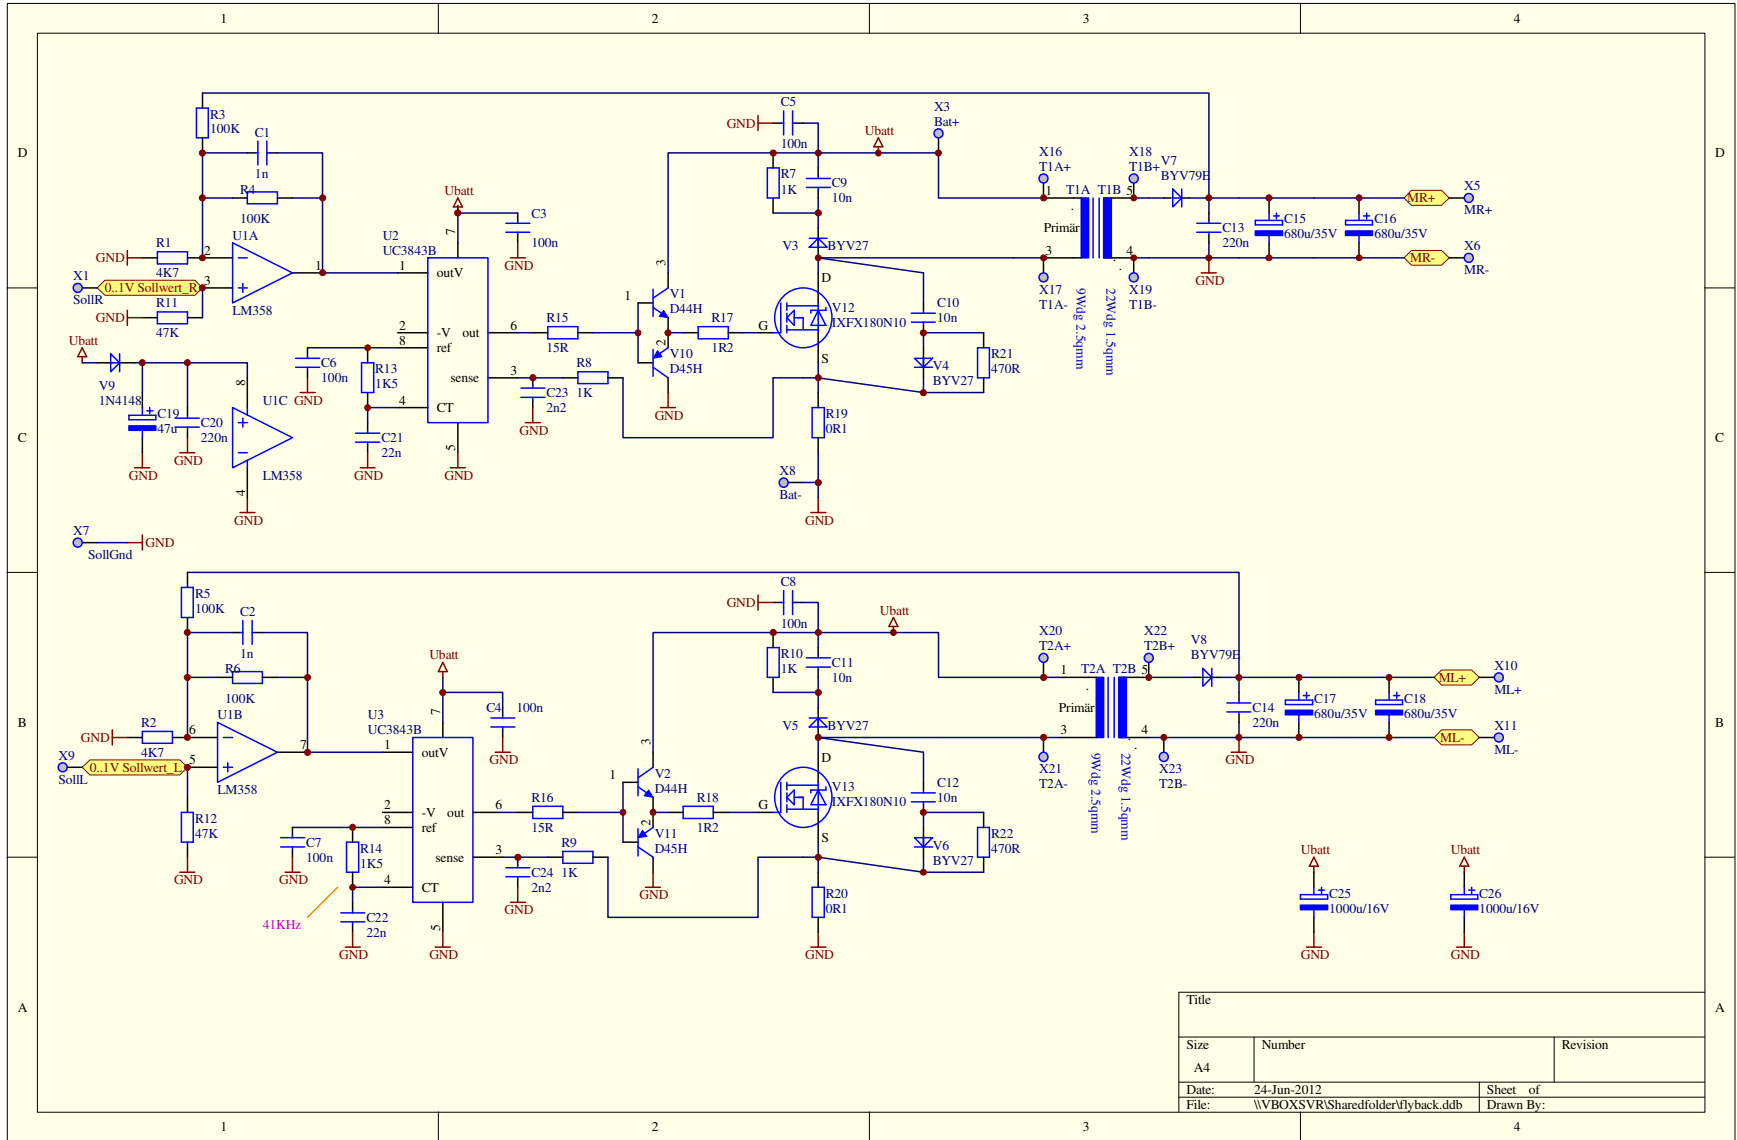 1 2 3 4
D D
C C
B B
A A
R3
100K
C1
1n
R4
100K
R1
4K7
GND
U1A
2
3
1
LM358
X1
SollR
0..1V Sollwert_R
R11
47K
GND
Ubatt
V9
1N4148
C19
47u
GND
C20
220n
GND
U1C
8
4
LM358
GND
X7
SollGnd
GND
Ubatt
C3
100n
GND
U2
UC3843B
7
1
outV
2
-V
8
ref
out
6
sense
3
4
CT
5
GND
C6
100n
GND
R13
1K5
C21
22n
GND
R15
15R
R8
1K
C23
2n2
GND
1
3
V1
D44H
2
V10
D45H
GND
R17
1R2
C5
GND
100n
Ubatt
X3
Bat+
R7
1K
C9
10n
V3
BYV27
D
G
S
V12
IXFX180N10
C10
10n
V4
BYV27
R21
470R
R19
0R1
X8
Bat-
GND
X16
T1A+
X18
T1B+
V7
BYV79E
1
T1A
T1B
5
Primär
3
4
X17
T1A-
X19
T1B-
9Wdg 2.5qmm
22Wdg 1.5qmm
C13
220n
GND
C15
680u/35V
C16
680u/35V
MR+
X5
MR+
MR-
X6
MR-
R5
100K
C2
1n
R6
100K
U1B
R2
4K7
GND
6
5
7
LM358
X9
SollL
0..1V Sollwert_L
R12
47K
GND
Ubatt
C4
100n
GND
U3
UC3843B
7
1
outV
2
-V
8
ref
out
6
sense
3
4
CT
5
GND
C7
100n
GND
R14
1K5
41KHz
C22
22n
GND
R16
15R
R9
1K
C24
2n2
GND
1
3
V2
D44H
2
V11
D45H
GND
R18
1R2
C8
GND
100n
Ubatt
R10
1K
C11
10n
V5
BYV27
D
G
S
V13
IXFX180N10
C12
10n
V6
BYV27
R22
470R
R20
0R1
GND
X20
T2A+
X22
T2B+
V8
BYV79E
1
T2A
T2B
5
Primär
3
4
X21
T2A-
X23
T2B-
9Wdg 2.5qmm
22Wdg 1.5qmm
C14
220n
GND
C17
680u/35V
C18
680u/35V
ML+
X10
ML+
ML-
X11
ML-
Ubatt
C25
1000u/16V
GND
Ubatt
C26
1000u/16V
GND
Title
Size Number Revision
A4
Date: 24-Jun-2012 Sheet of
File: \\VBOXSVR\Sharedfolder\flyback.ddb Drawn By:
1 2 3 4